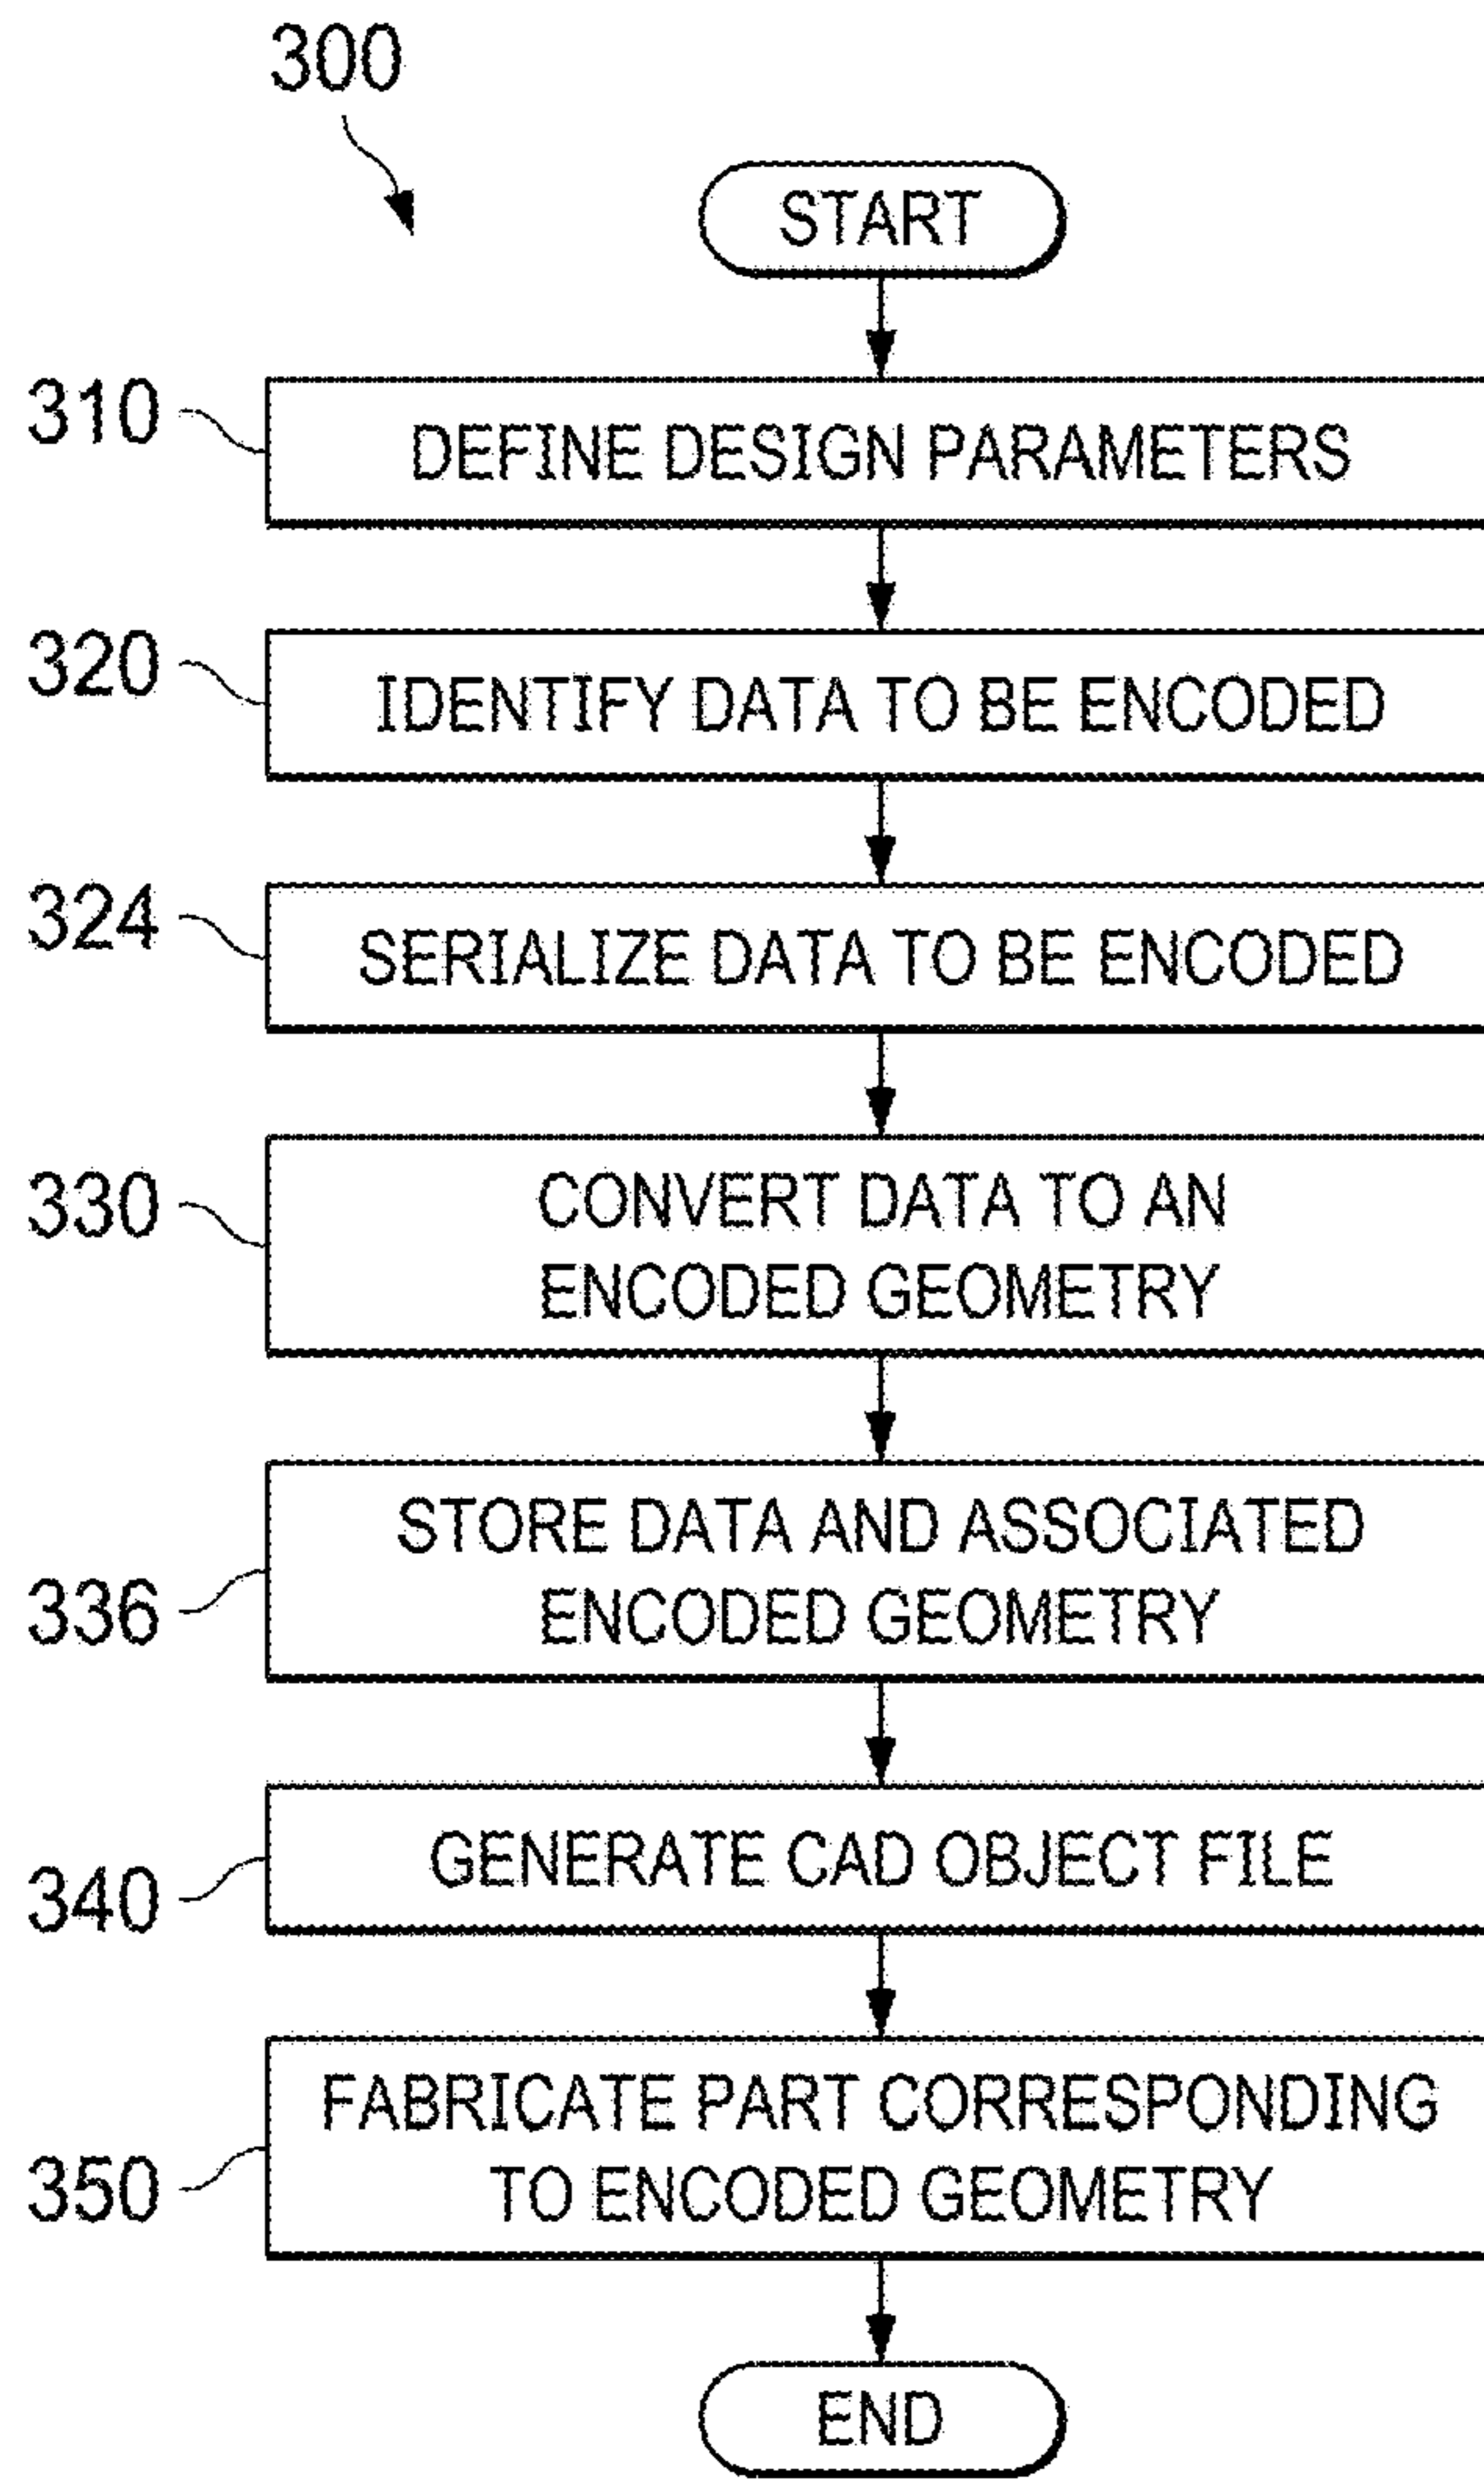 300
START
310
DEFINE DESIGN PARAMETERS
320
IDENTIFY DATA TO BE ENCODED
324
SERIALIZE DATA TO BE ENCODED
330
CONVERT DATA TO AN
ENCODED GEOMETRY
336
STORE DATA AND ASSOCIATED
ENCODED GEOMETRY
340
GENERATE CAD OBJECT FILE
350
FABRICATE PART CORRESPONDING
TO ENCODED GEOMETRY
END